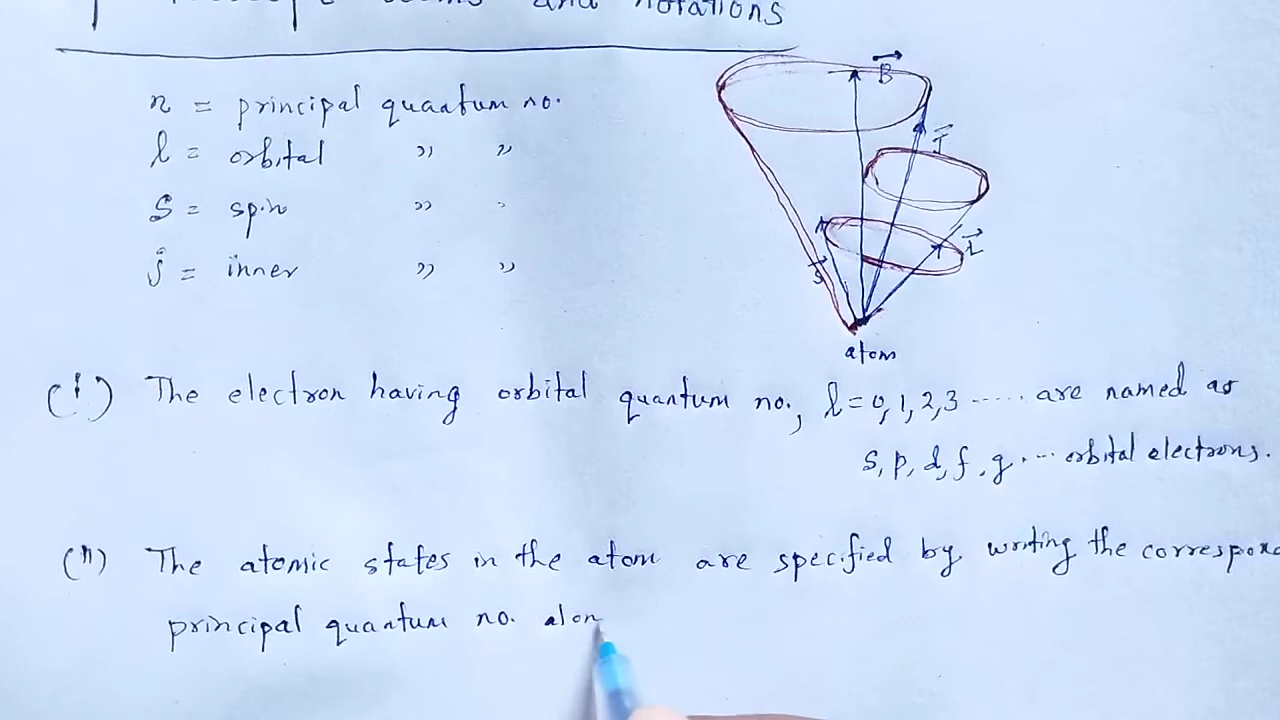 terms and notations
n = principal quantum no.
l = orbital " "
S = spin " "
j = inner " "
B
J
L
S
atom
(i) The electron having orbital quantum no., l = 0, 1, 2, 3 ..... are named as
s, p, d, f, g, ... orbital electrons.
(ii) The atomic states in the atom are specified by writing the correspond
principal quantum no. alon